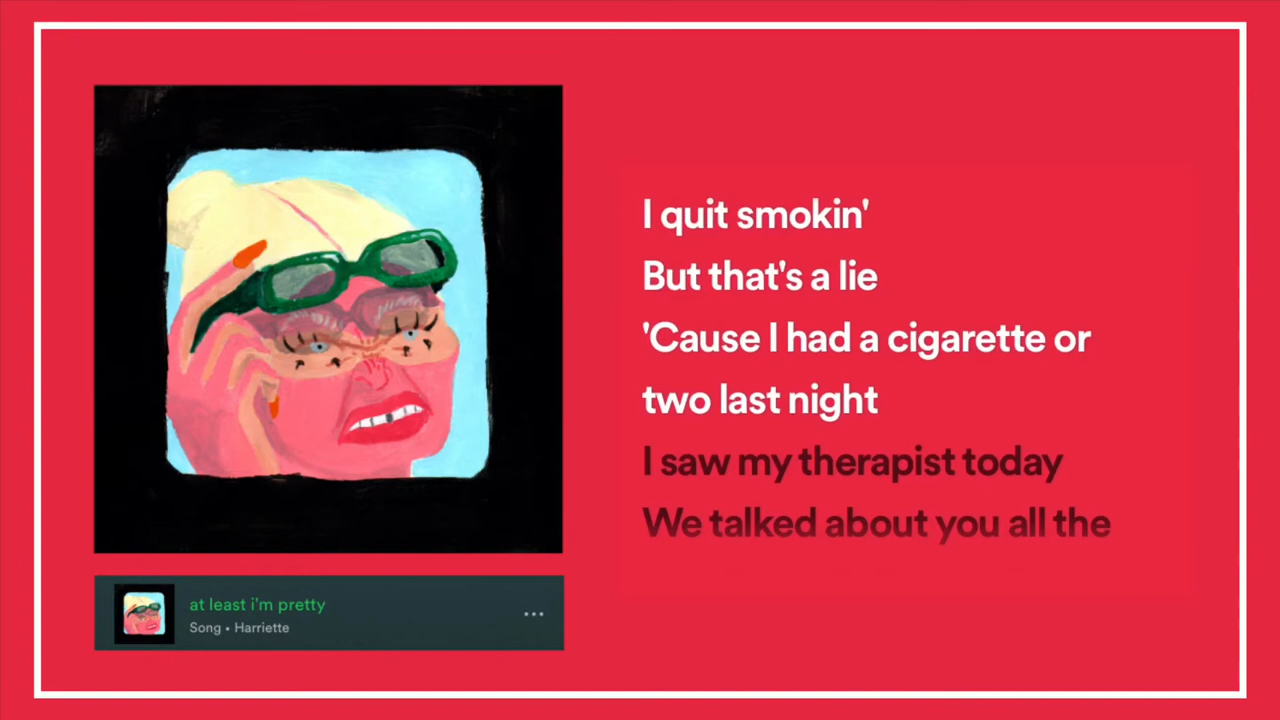 I quit smokin'
But that's a lie
'Cause I had a cigarette or
two last night
I saw my therapist today
We talked about you all the
at least i'm pretty
Song • Harriette